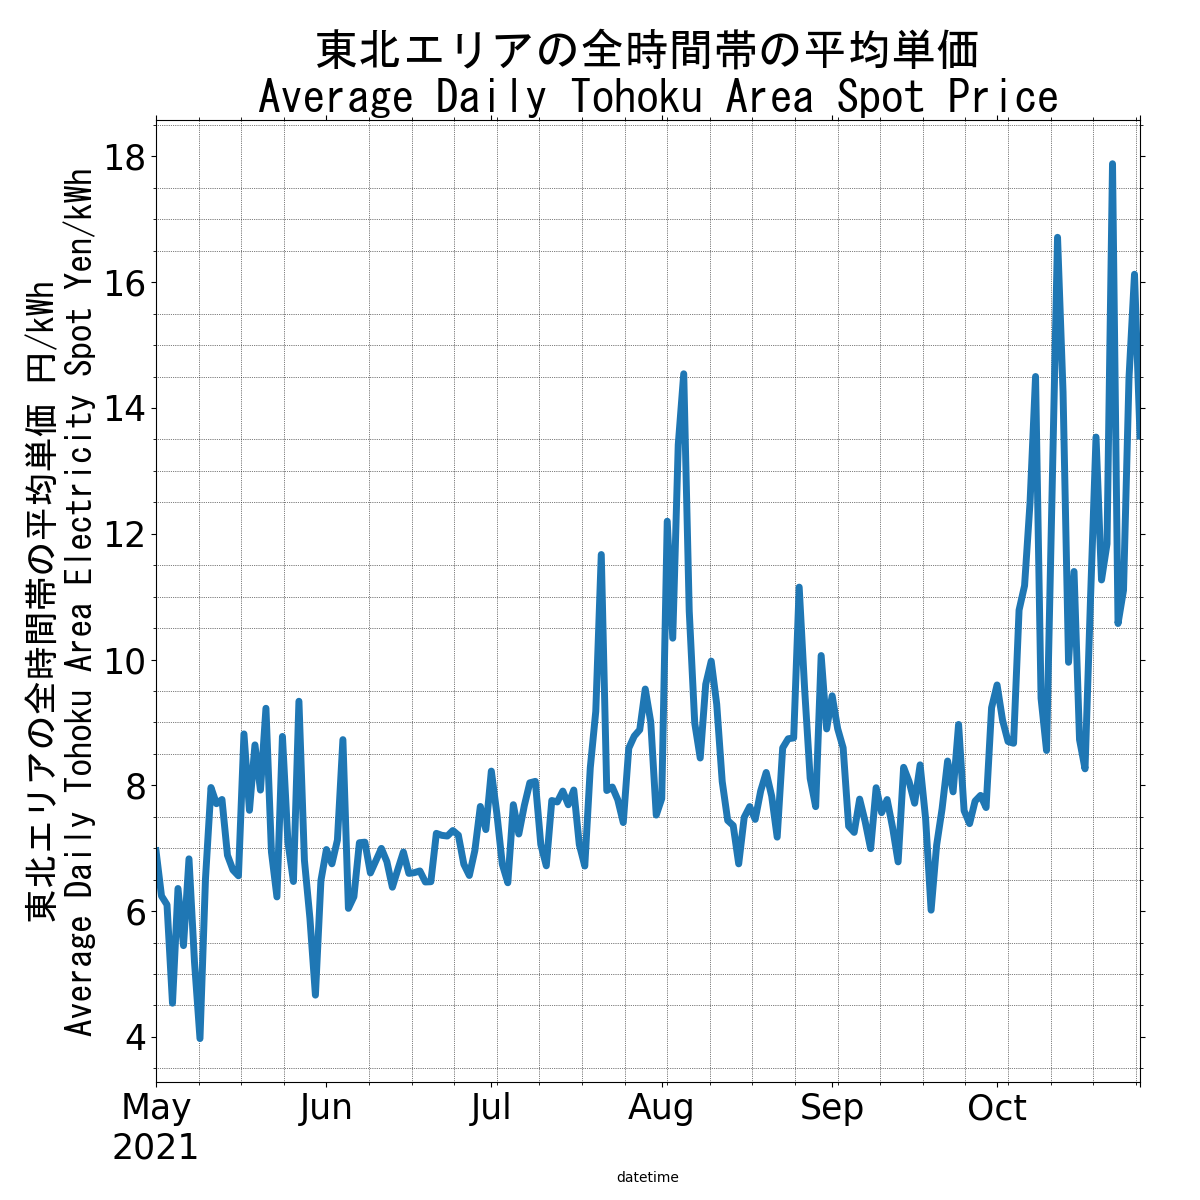 東北エリアの全時間帯の平均単価
Average Daily Tohoku Area Spot Price
東北エリアの全時間帯の平均単価 円/kWh
Average Daily Tohoku Area Electricity Spot Yen/kWh
18
16
14
12
10
8
6
4
May Jun Jul Aug Sep Oct
2021
datetime